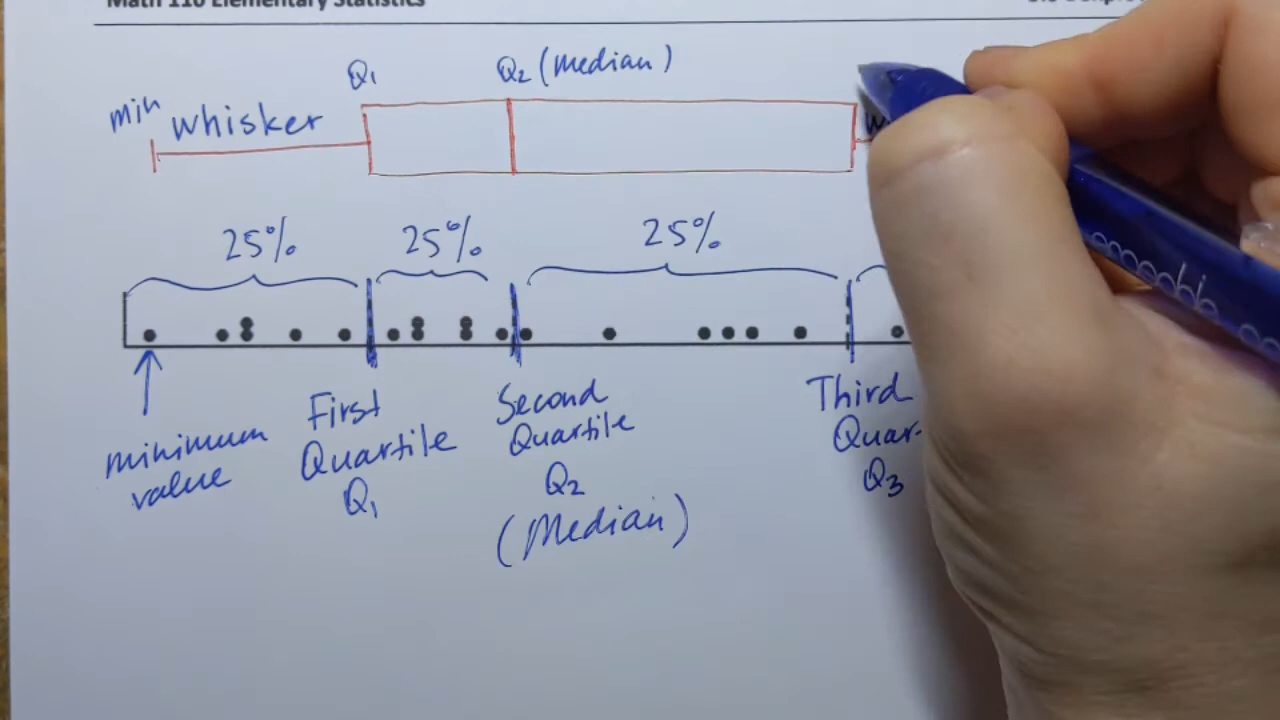 Math 110 Elementary Statistics
Q1
Q2 (Median)
min
Whisker
25%
25%
25%
minimum
value
First
Quartile
Q1
Second
Quartile
Q2
(Median)
Third
Quar-
Q3